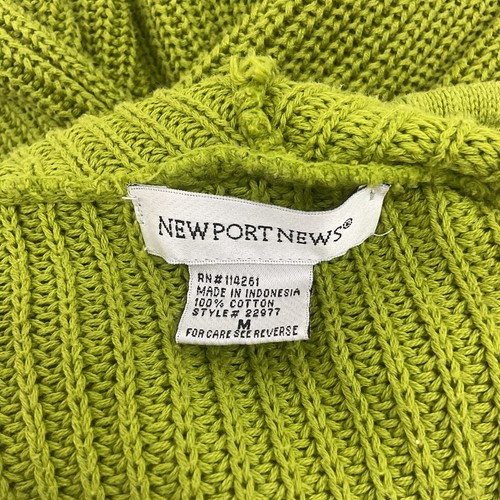 NEWPORT NEWS®
RN# 114261
MADE IN INDONESIA
100% COTTON
STYLE# 22977
M
FOR CARE SEE REVERSE